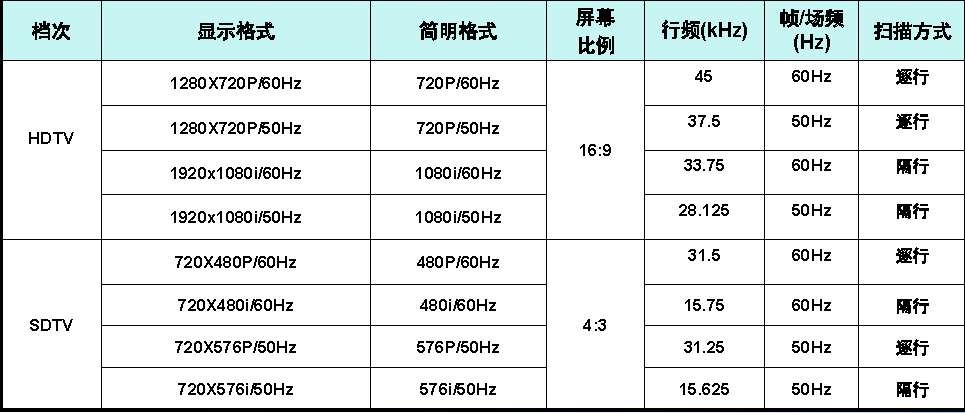 档次 显示格式 简明格式 屏幕比例 行频(kHz) 帧/场频(Hz) 扫描方式
HDTV 1280X720P/60Hz 720P/60Hz 16:9 45 60Hz 逐行
1280X720P/50Hz 720P/50Hz 37.5 50Hz 逐行
1920x1080i/60Hz 1080i/60Hz 33.75 60Hz 隔行
1920x1080i/50Hz 1080i/50Hz 28.125 50Hz 隔行
SDTV 720X480P/60Hz 480P/60Hz 4:3 31.5 60Hz 逐行
720X480i/60Hz 480i/60Hz 15.75 60Hz 隔行
720X576P/50Hz 576P/50Hz 31.25 50Hz 逐行
720X576i/50Hz 576i/50Hz 15.625 50Hz 隔行